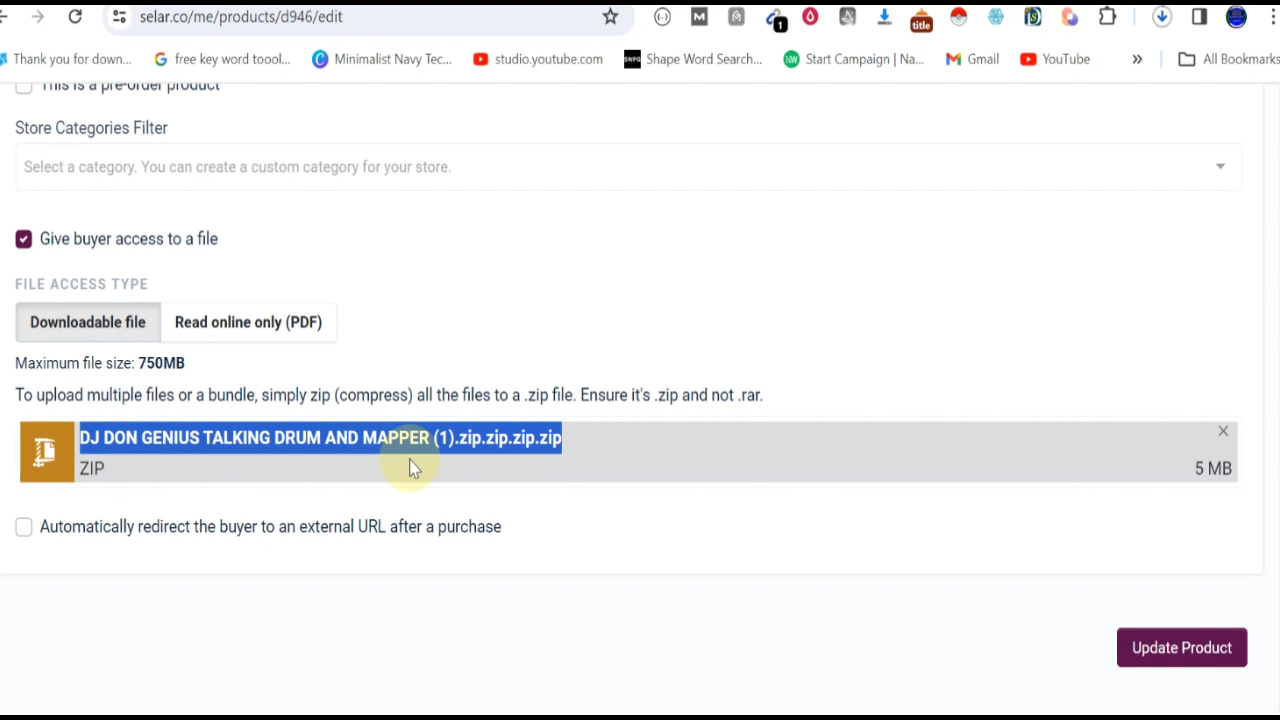 selar.co/me/products/d946/edit
1
title
Thank you for down...
free key word toool...
Minimalist Navy Tec...
studio.youtube.com
SWPG
Shape Word Search...
NW
Start Campaign | Na...
Gmail
YouTube
»
All Bookmarks
This is a pre-order product
Store Categories Filter
Select a category. You can create a custom category for your store.
Give buyer access to a file
FILE ACCESS TYPE
Downloadable file
Read online only (PDF)
Maximum file size: 750MB
To upload multiple files or a bundle, simply zip (compress) all the files to a .zip file. Ensure it's .zip and not .rar.
DJ DON GENIUS TALKING DRUM AND MAPPER (1).zip.zip.zip.zip
ZIP
5 MB
Automatically redirect the buyer to an external URL after a purchase
Update Product